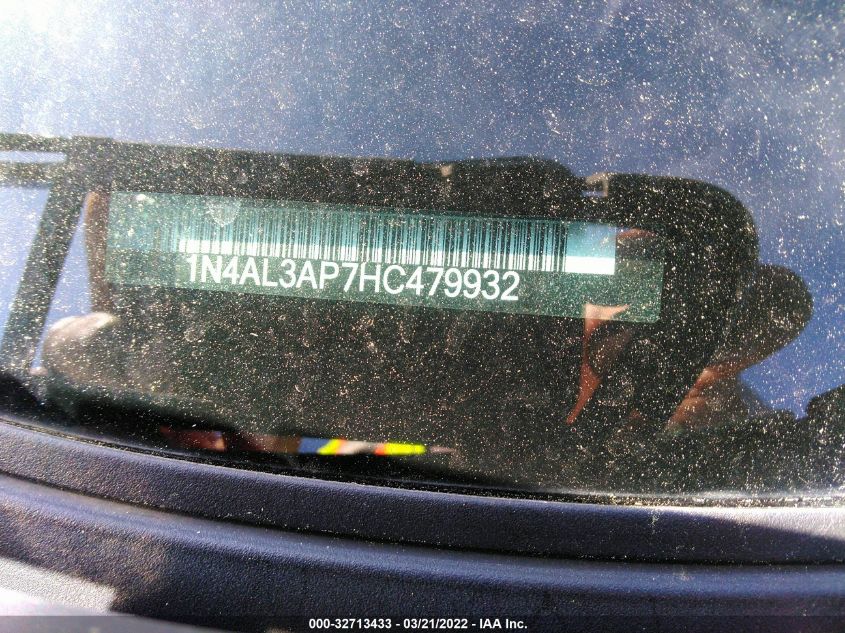 1N4AL3AP7HC479932
000-32713433 - 03/21/2022 - IAA Inc.